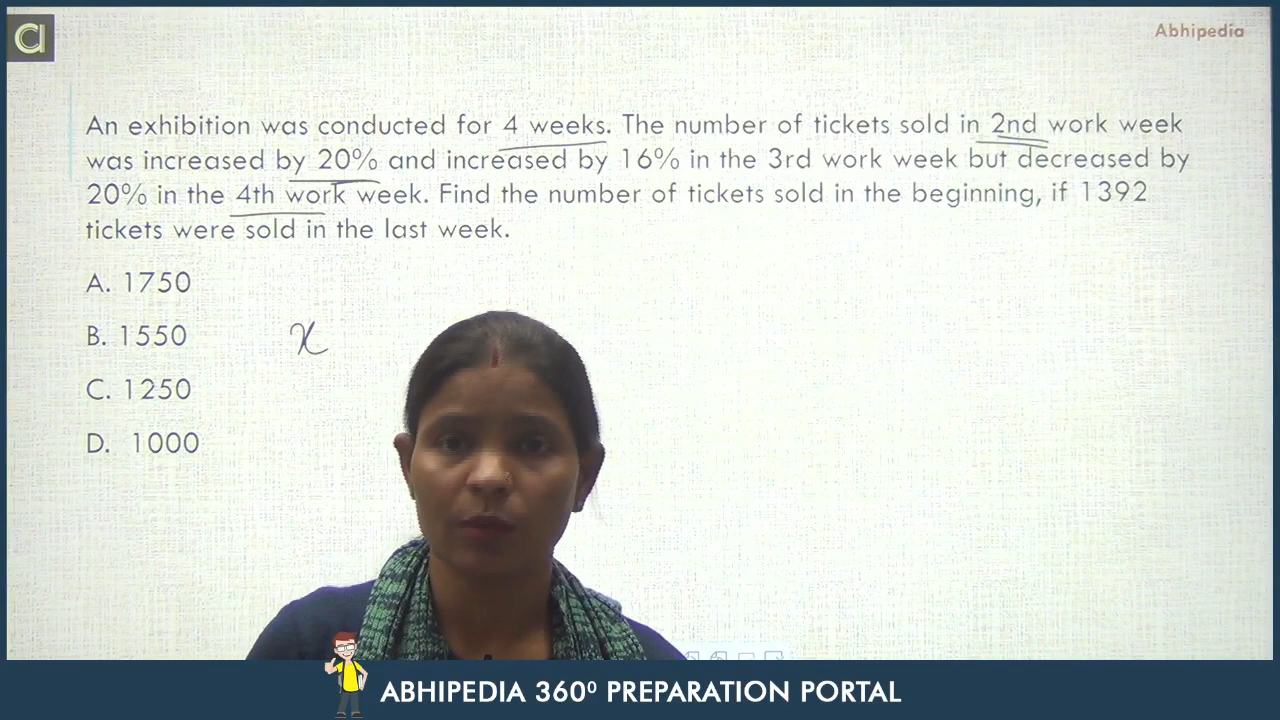 Abhipedia
An exhibition was conducted for 4 weeks. The number of tickets sold in 2nd work week
was increased by 20% and increased by 16% in the 3rd work week but decreased by
20% in the 4th work week. Find the number of tickets sold in the beginning, if 1392
tickets were sold in the last week.
A. 1750
B. 1550
x
C. 1250
D. 1000
ABHIPEDIA 360⁰ PREPARATION PORTAL